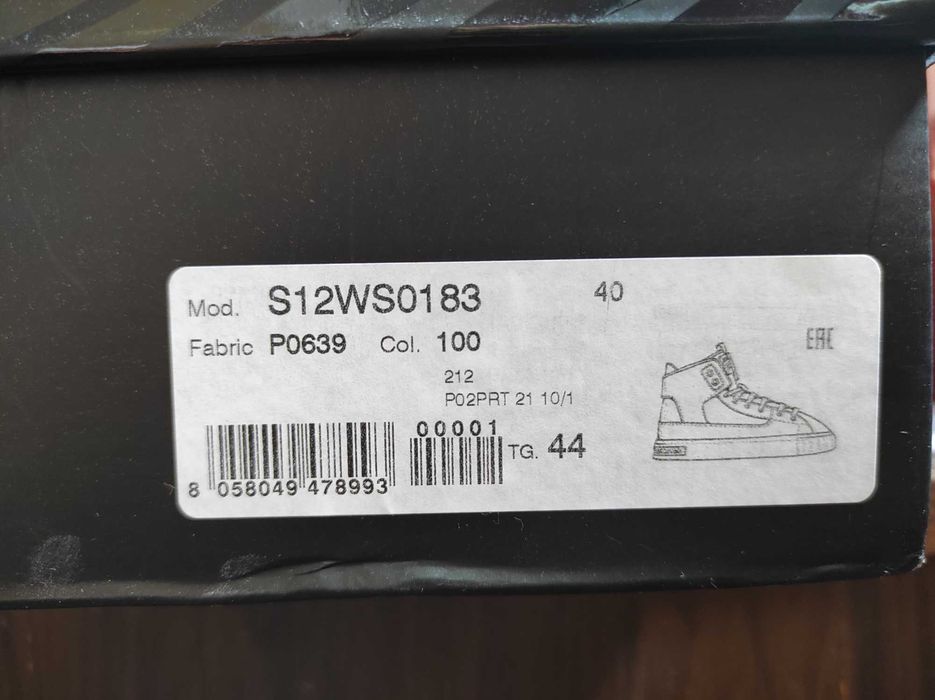 Mod. S12WS0183 40
Fabric P0639 Col. 100
EAC
212
P02PRT 21 10/1
00001
TG. 44
8 058049 478993